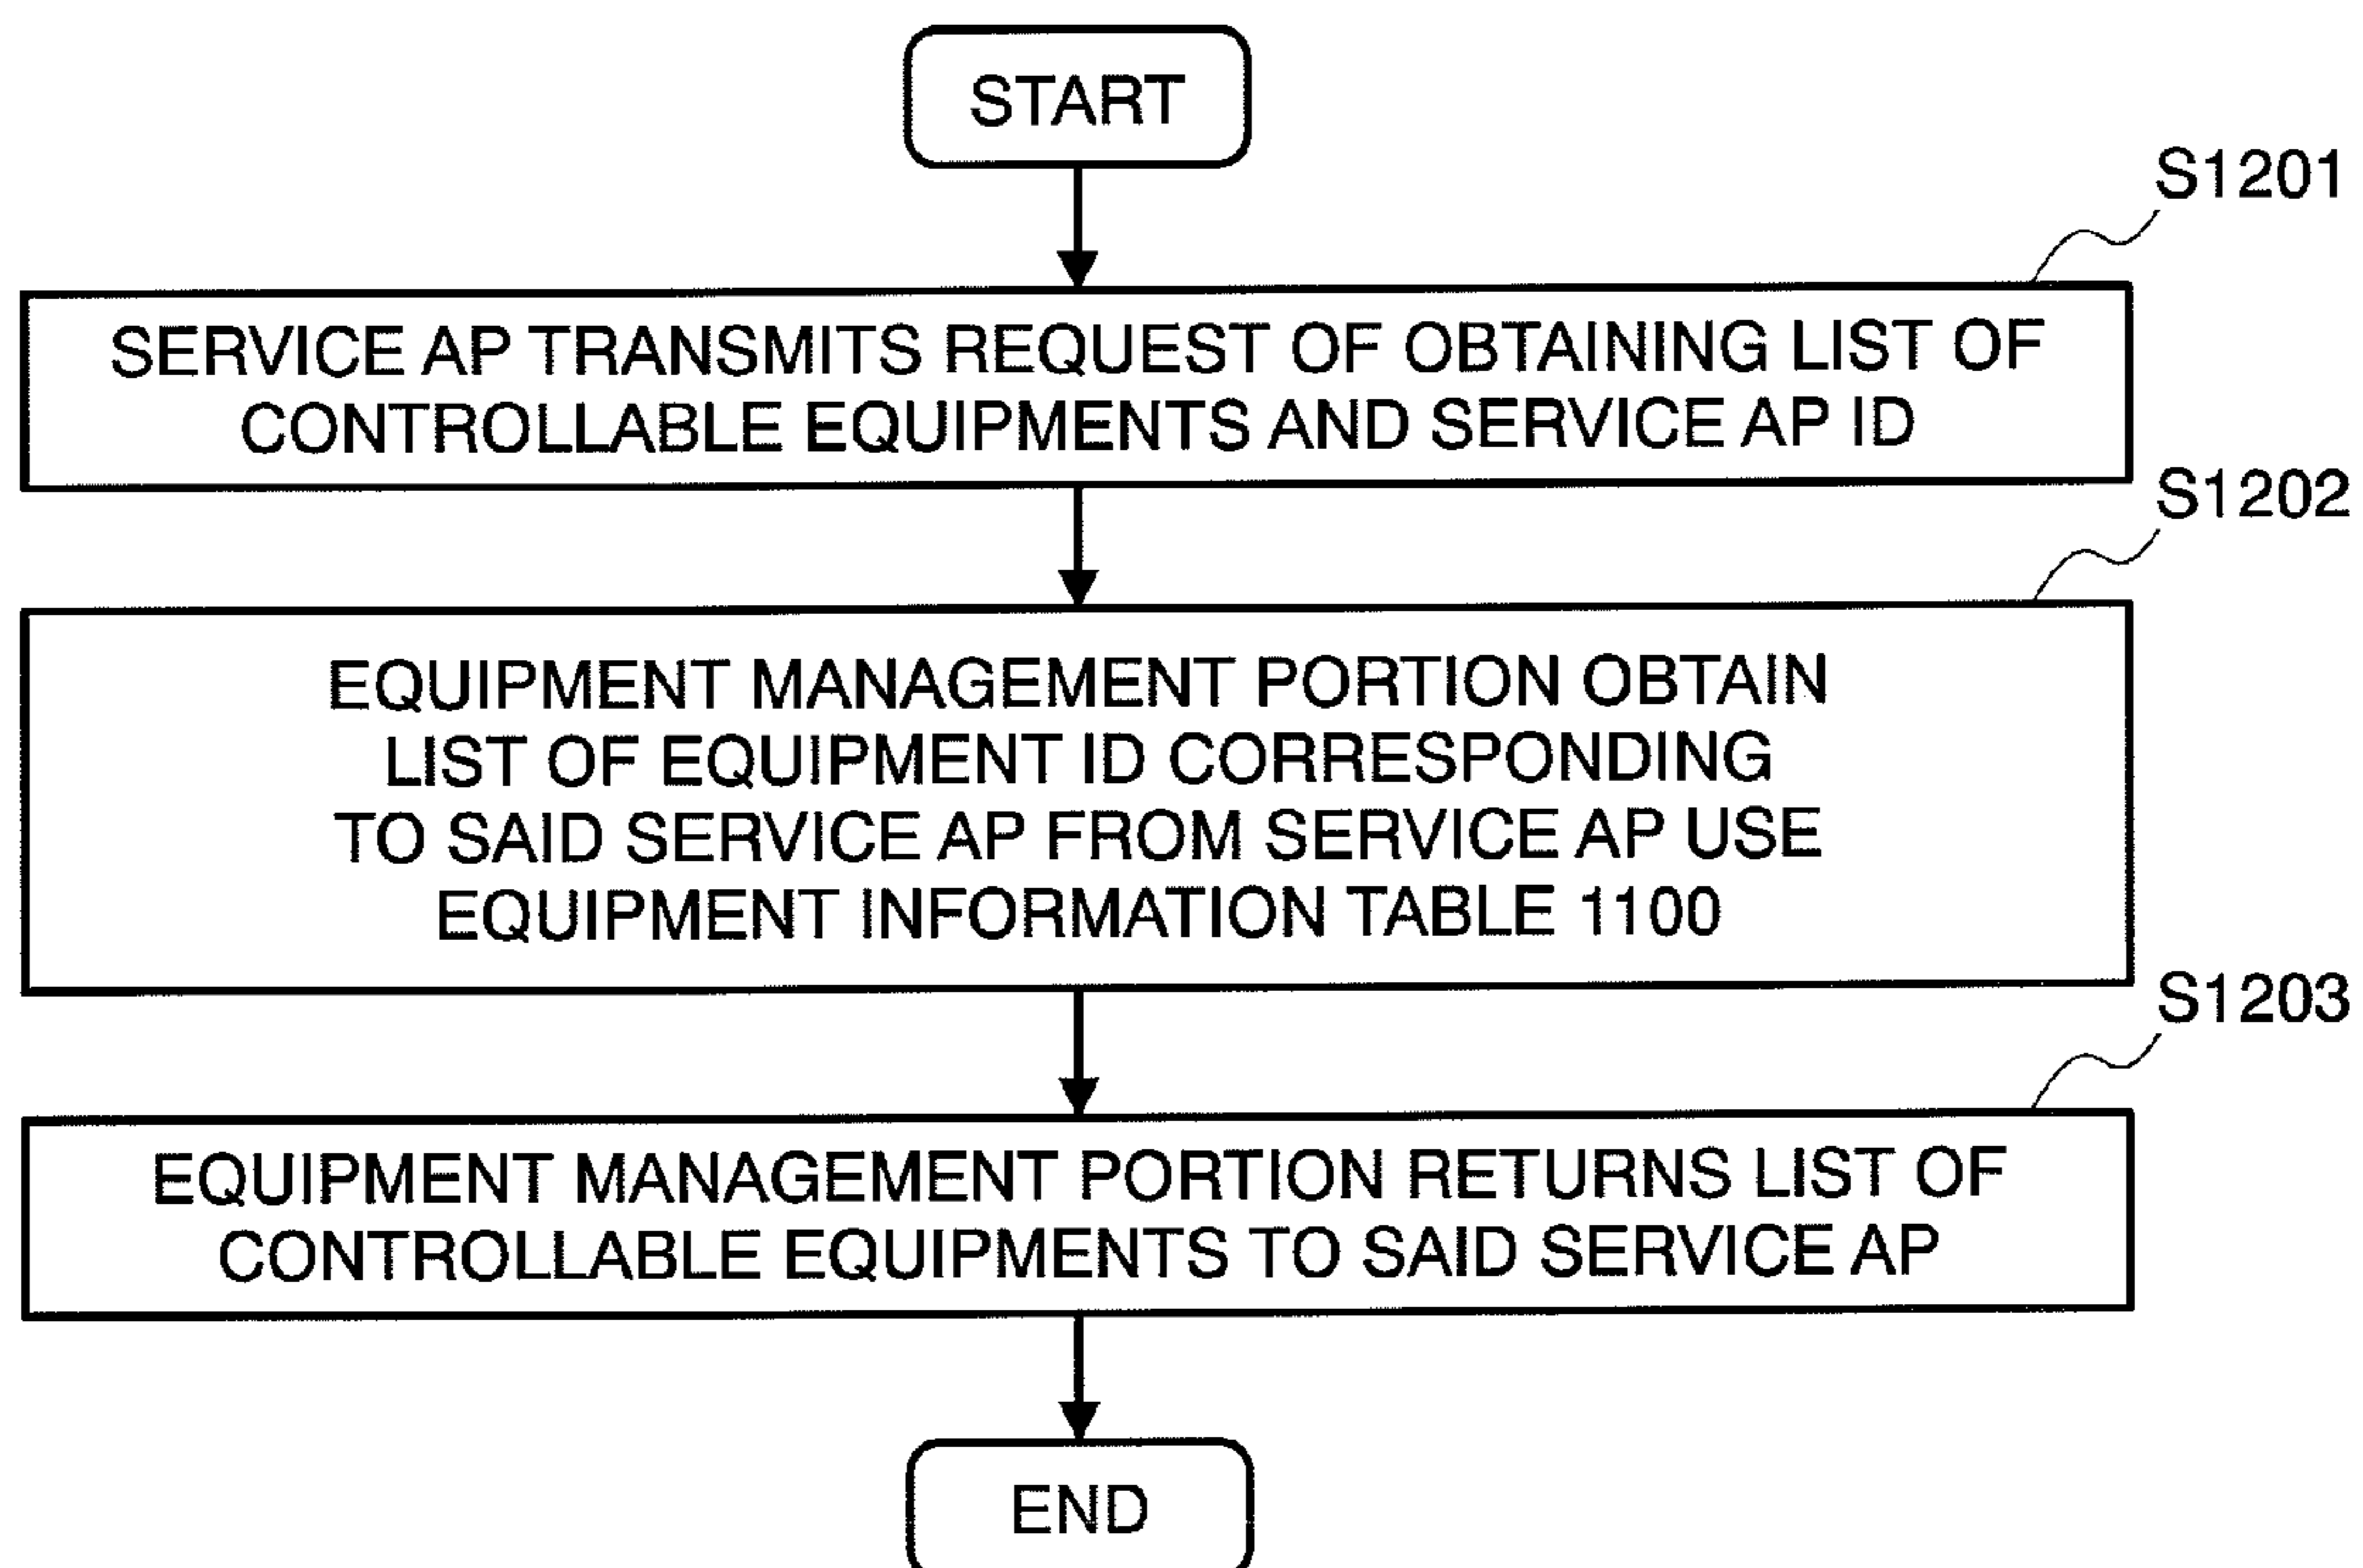 START
S1201
SERVICE AP TRANSMITS REQUEST OF OBTAINING LIST OF
CONTROLLABLE EQUIPMENTS AND SERVICE AP ID
S1202
EQUIPMENT MANAGEMENT PORTION OBTAIN
LIST OF EQUIPMENT ID CORRESPONDING
TO SAID SERVICE AP FROM SERVICE AP USE
EQUIPMENT INFORMATION TABLE 1100
S1203
EQUIPMENT MANAGEMENT PORTION RETURNS LIST OF
CONTROLLABLE EQUIPMENTS TO SAID SERVICE AP
END